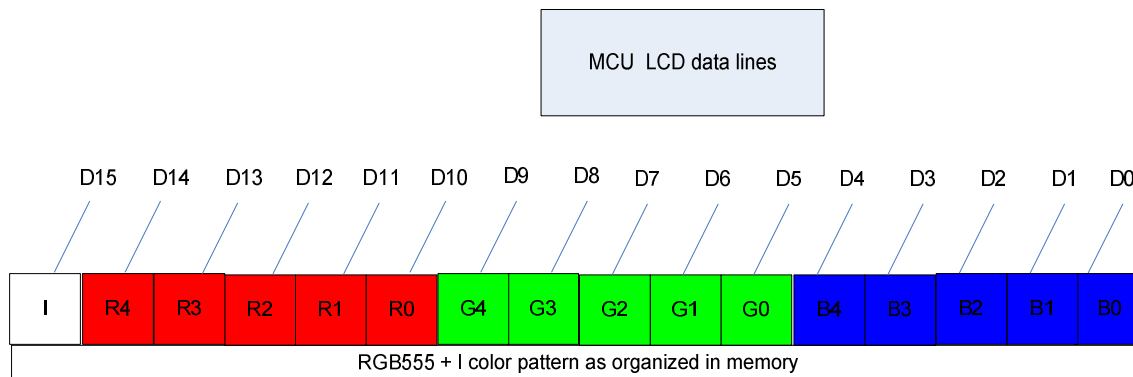 MCU LCD data lines
D15 D14 D13 D12 D11 D10 D9 D8 D7 D6 D5 D4 D3 D2 D1 D0
I R4 R3 R2 R1 R0 G4 G3 G2 G1 G0 B4 B3 B2 B1 B0
RGB555 + I color pattern as organized in memory